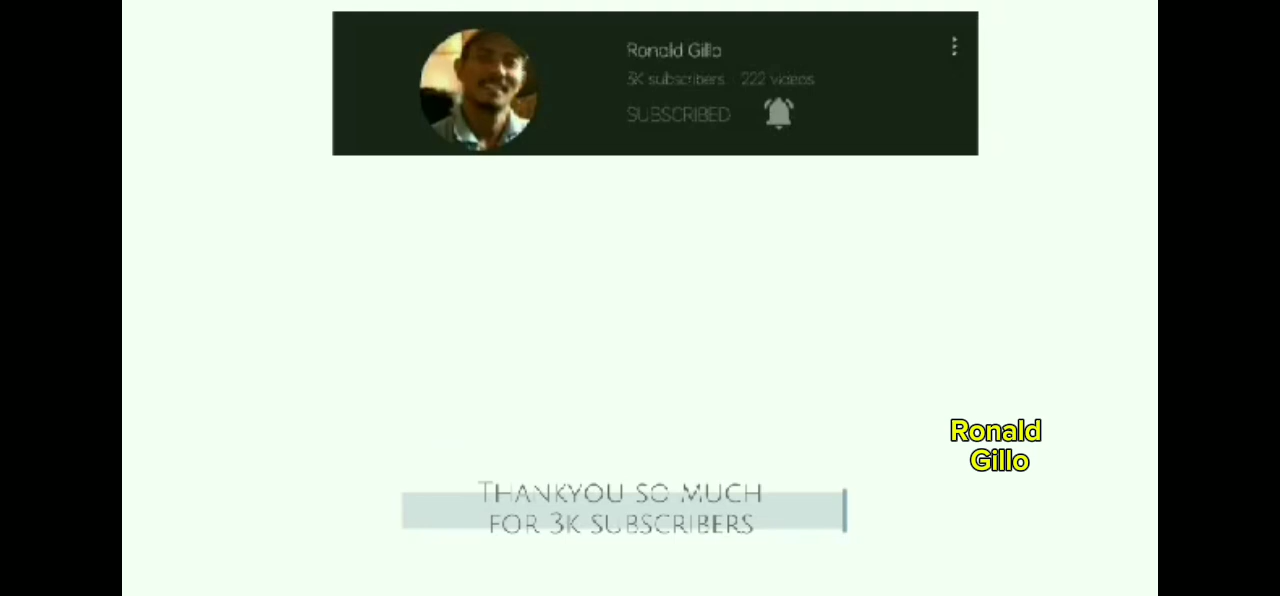 Ronald Gillo
3K subscribers · 222 videos
SUBSCRIBED
Ronald
Gillo
THANKYOU SO MUCH
FOR 3K SUBSCRIBERS